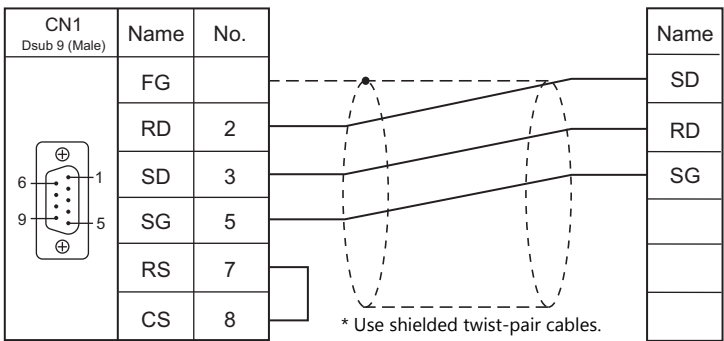 CN1
Dsub 9 (Male)
Name No.
Name
FG
SD
RD 2
RD
SD 3
SG
6 1
9 5
SG 5
RS 7
CS 8
* Use shielded twist-pair cables.